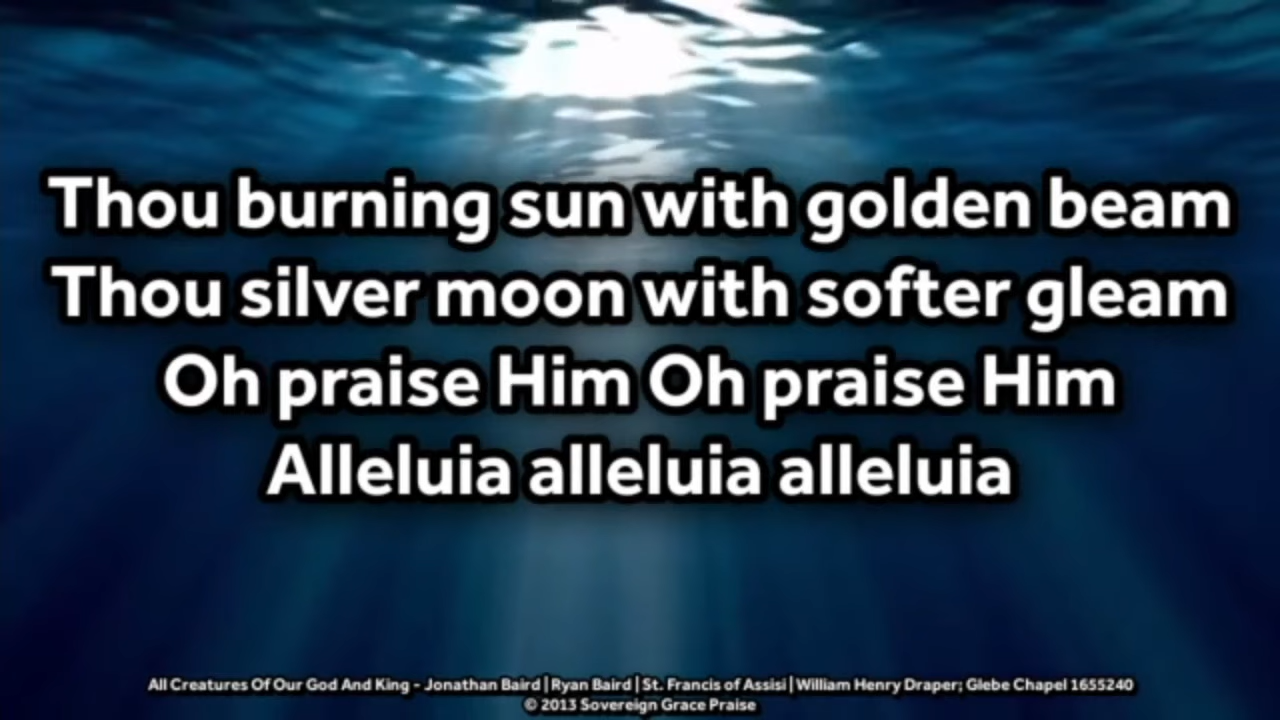 Thou burning sun with golden beam
Thou silver moon with softer gleam
Oh praise Him Oh praise Him
Alleluia alleluia alleluia
All Creatures Of Our God And King - Jonathan Baird | Ryan Baird | St. Francis of Assisi | William Henry Draper; Glebe Chapel 1655240
© 2013 Sovereign Grace Praise